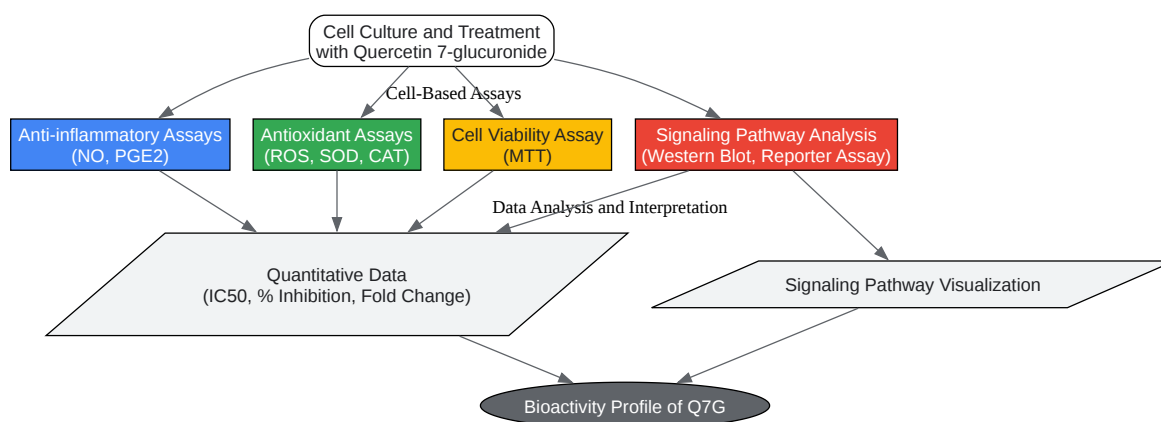 Cell Culture and Treatment
with Quercetin 7-glucuronide
Cell-Based Assays
Anti-inflammatory Assays
(NO, PGE2)
Antioxidant Assays
(ROS, SOD, CAT)
Cell Viability Assay
(MTT)
Signaling Pathway Analysis
(Western Blot, Reporter Assay)
Data Analysis and Interpretation
Quantitative Data
(IC50, % Inhibition, Fold Change)
Signaling Pathway Visualization
Bioactivity Profile of Q7G